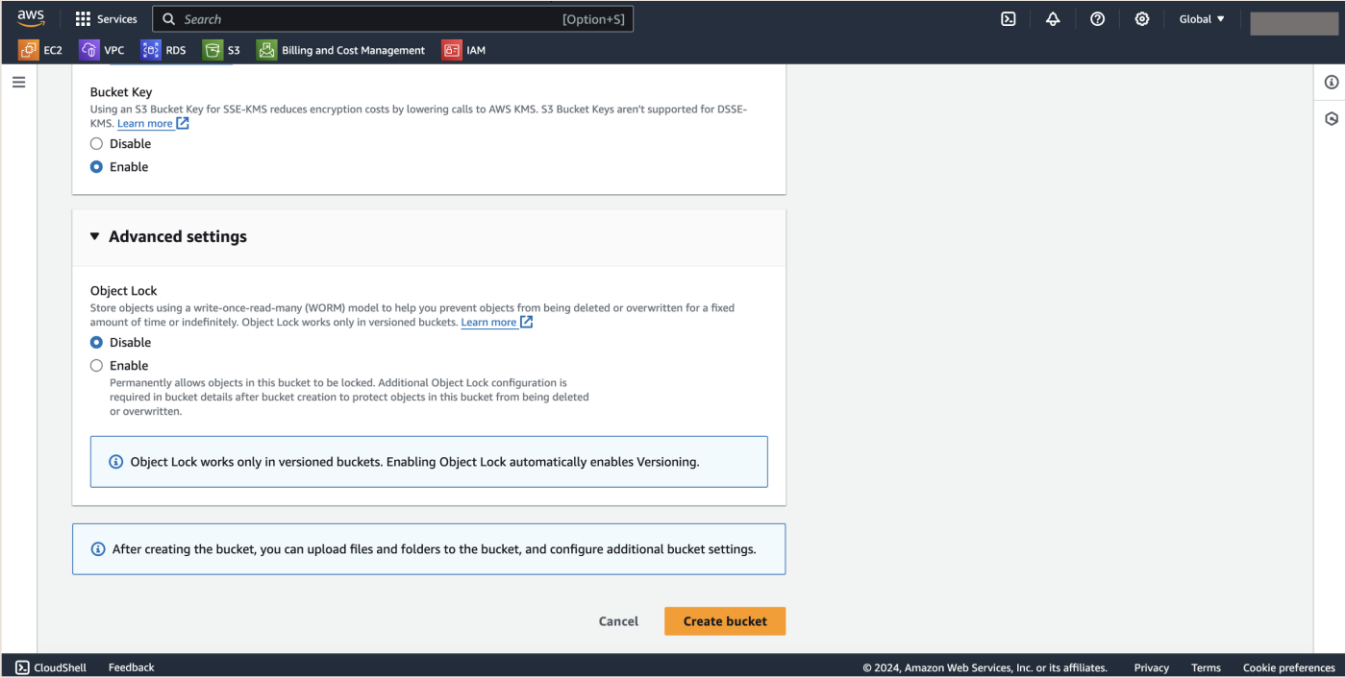 aws
Services
Search
[Option+S]
Global
EC2
VPC
RDS
S3
Billing and Cost Management
IAM
Bucket Key
Using an S3 Bucket Key for SSE-KMS reduces encryption costs by lowering calls to AWS KMS. S3 Bucket Keys aren't supported for DSSE-
KMS. Learn more
Disable
Enable
Advanced settings
Object Lock
Store objects using a write-once-read-many (WORM) model to help you prevent objects from being deleted or overwritten for a fixed
amount of time or indefinitely. Object Lock works only in versioned buckets. Learn more
Disable
Enable
Permanently allows objects in this bucket to be locked. Additional Object Lock configuration is
required in bucket details after bucket creation to protect objects in this bucket from being deleted
or overwritten.
Object Lock works only in versioned buckets. Enabling Object Lock automatically enables Versioning.
After creating the bucket, you can upload files and folders to the bucket, and configure additional bucket settings.
Cancel
Create bucket
CloudShell
Feedback
© 2024, Amazon Web Services, Inc. or its affiliates.
Privacy
Terms
Cookie preferences